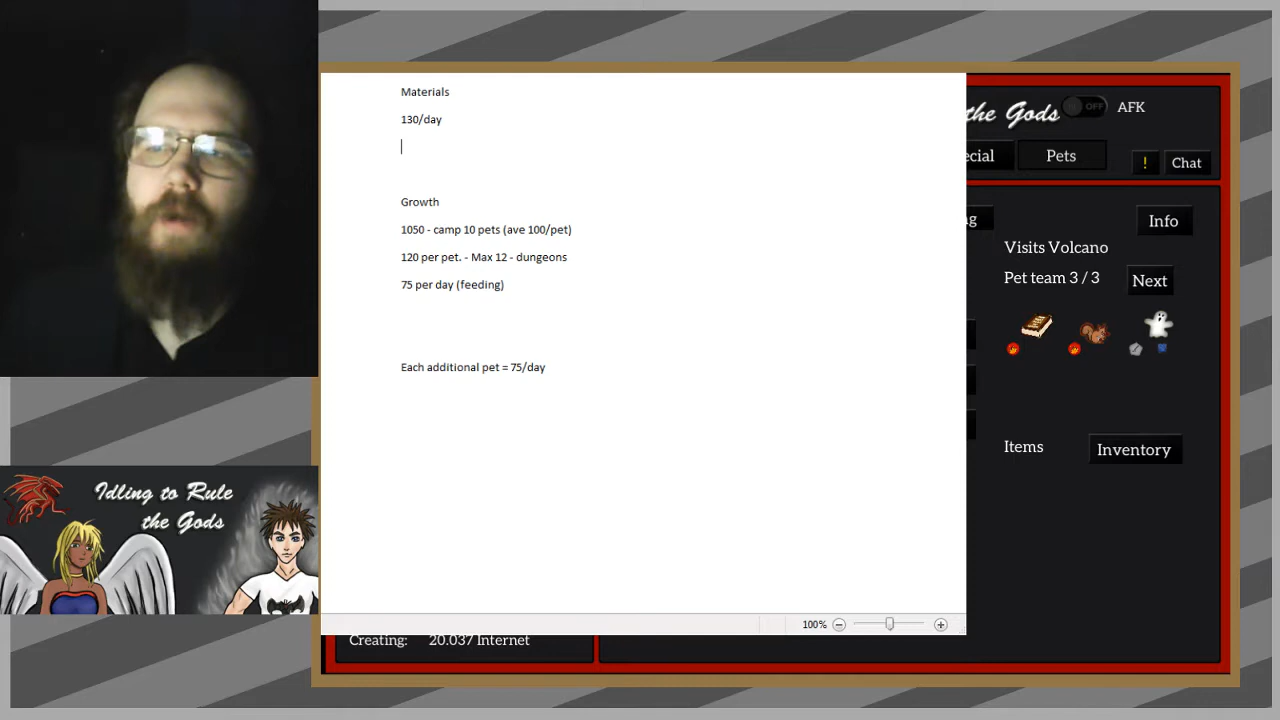 Materials
130/day
Growth
1050 - camp 10 pets (ave 100/pet)
120 per pet. - Max 12 - dungeons
75 per day (feeding)
Each additional pet = 75/day
100%
the Gods
OFF
AFK
ecial
Pets
!
Chat
g
Info
Visits Volcano
Pet team 3 / 3
Next
Items
Inventory
Creating: 20.037 Internet
Idling to Rule
the Gods